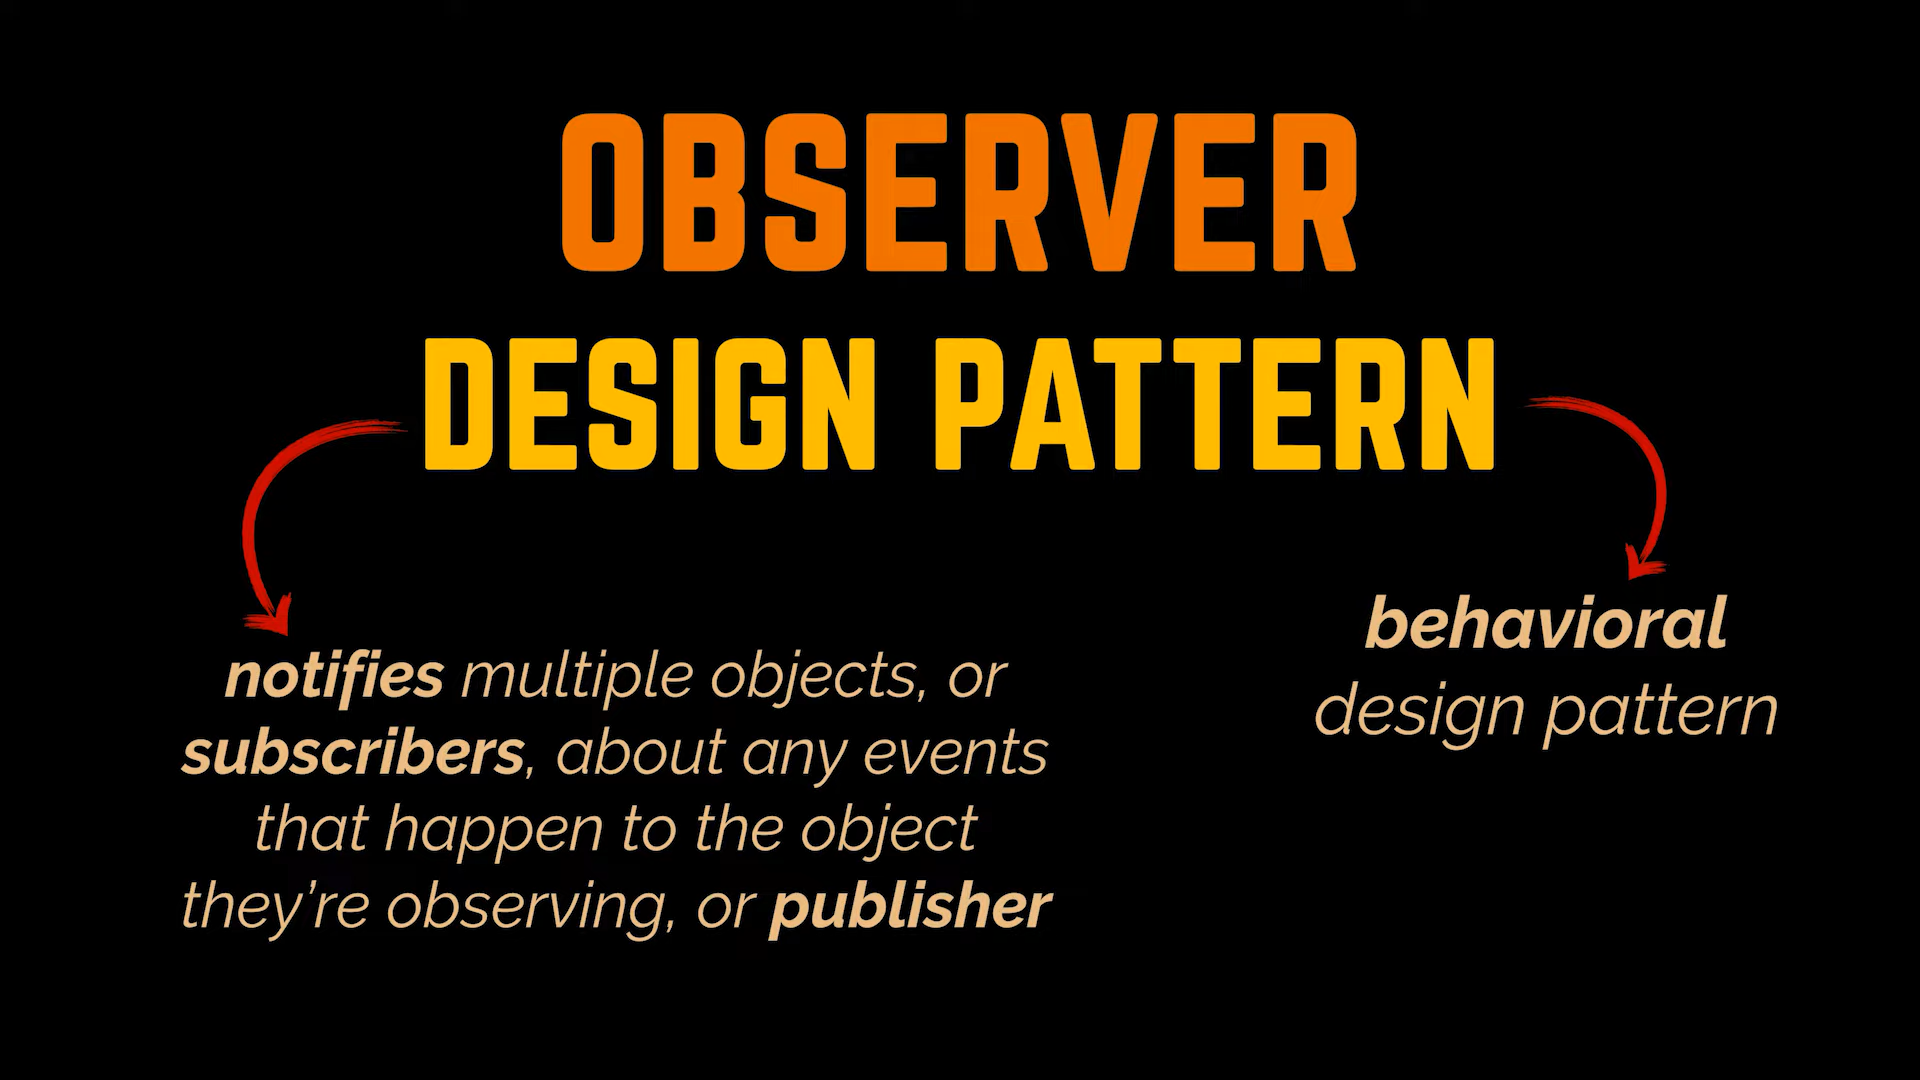 OBSERVER
DESIGN PATTERN
notifies multiple objects, or
subscribers, about any events
that happen to the object
they’re observing, or publisher
behavioral
design pattern